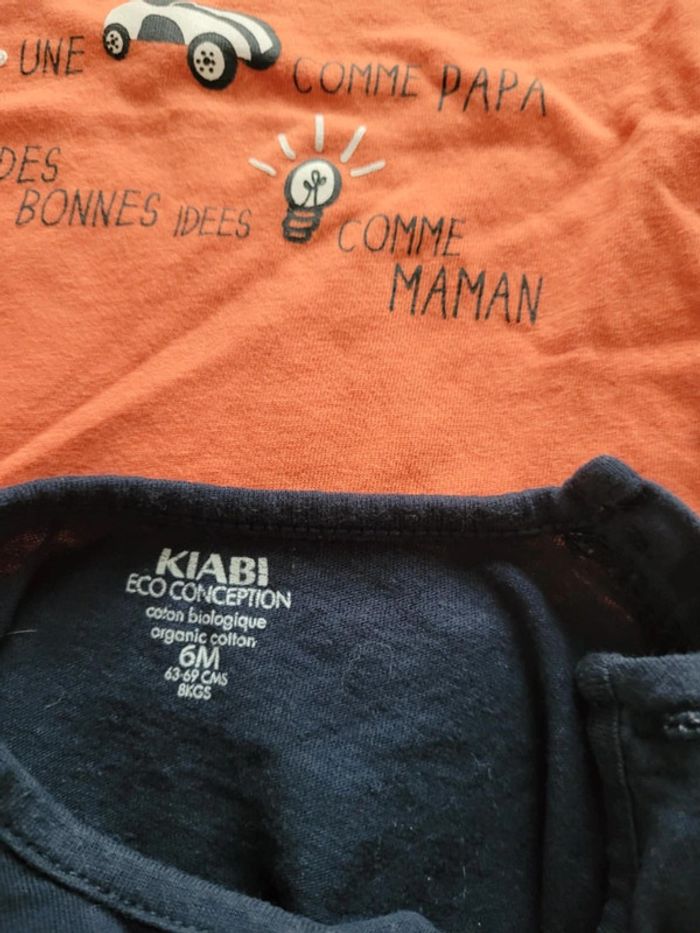 UNE COMME PAPA
DES
BONNES IDEES COMME
MAMAN
KIABI
ECO CONCEPTION
coton biologique
organic cotton
6M
63-69 CMS
8KGS